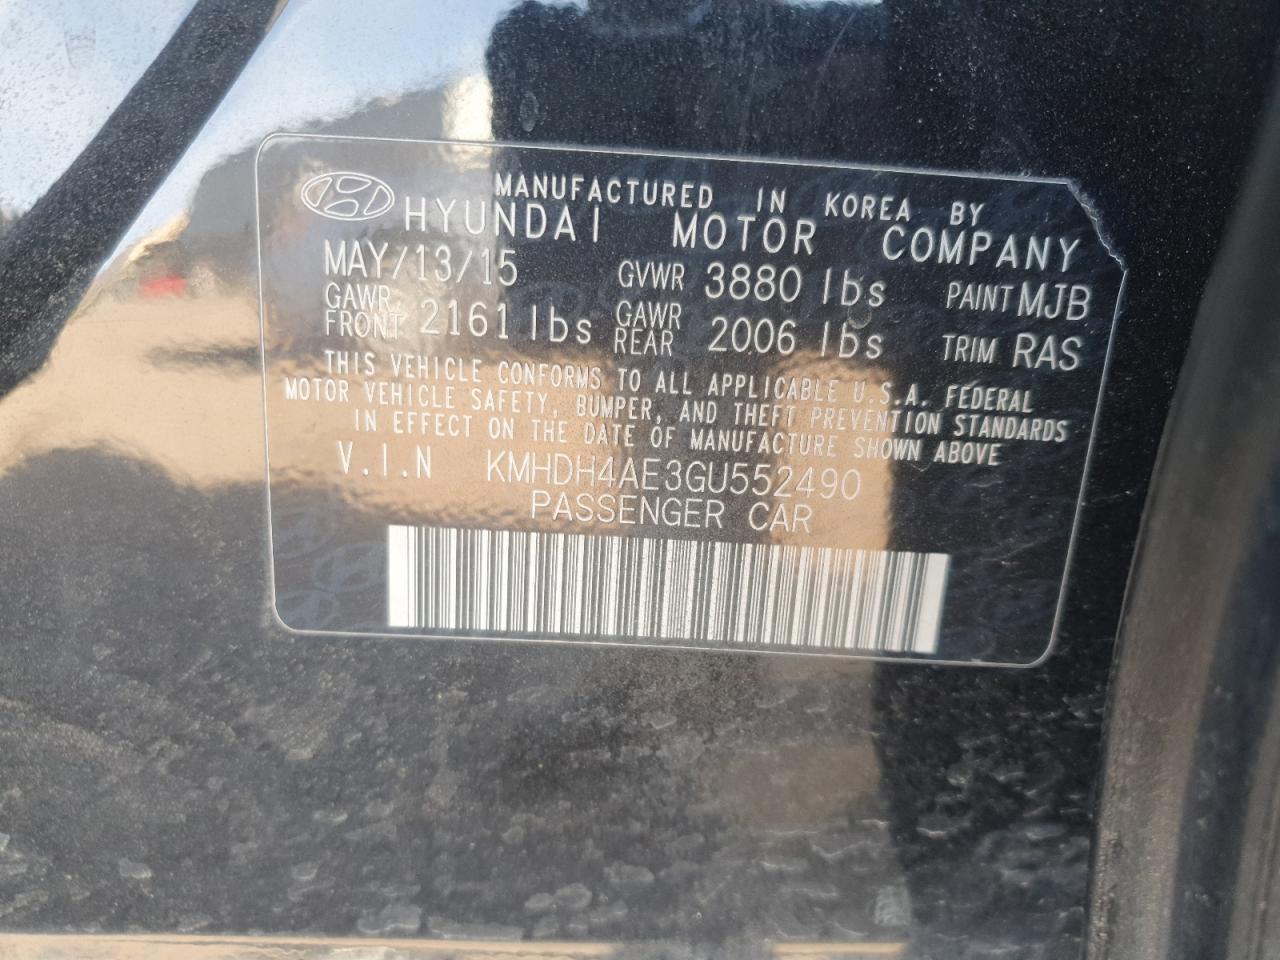 MANUFACTURED IN KOREA BY
HYUNDAI MOTOR COMPANY
MAY/13/15 GVWR 3880 lbs PAINT MJB
GAWR FRONT 2161 lbs GAWR REAR 2006 lbs TRIM RAS
THIS VEHICLE CONFORMS TO ALL APPLICABLE U.S.A. FEDERAL
MOTOR VEHICLE SAFETY, BUMPER, AND THEFT PREVENTION STANDARDS
IN EFFECT ON THE DATE OF MANUFACTURE SHOWN ABOVE
V.I.N KMHDH4AE3GU552490
PASSENGER CAR